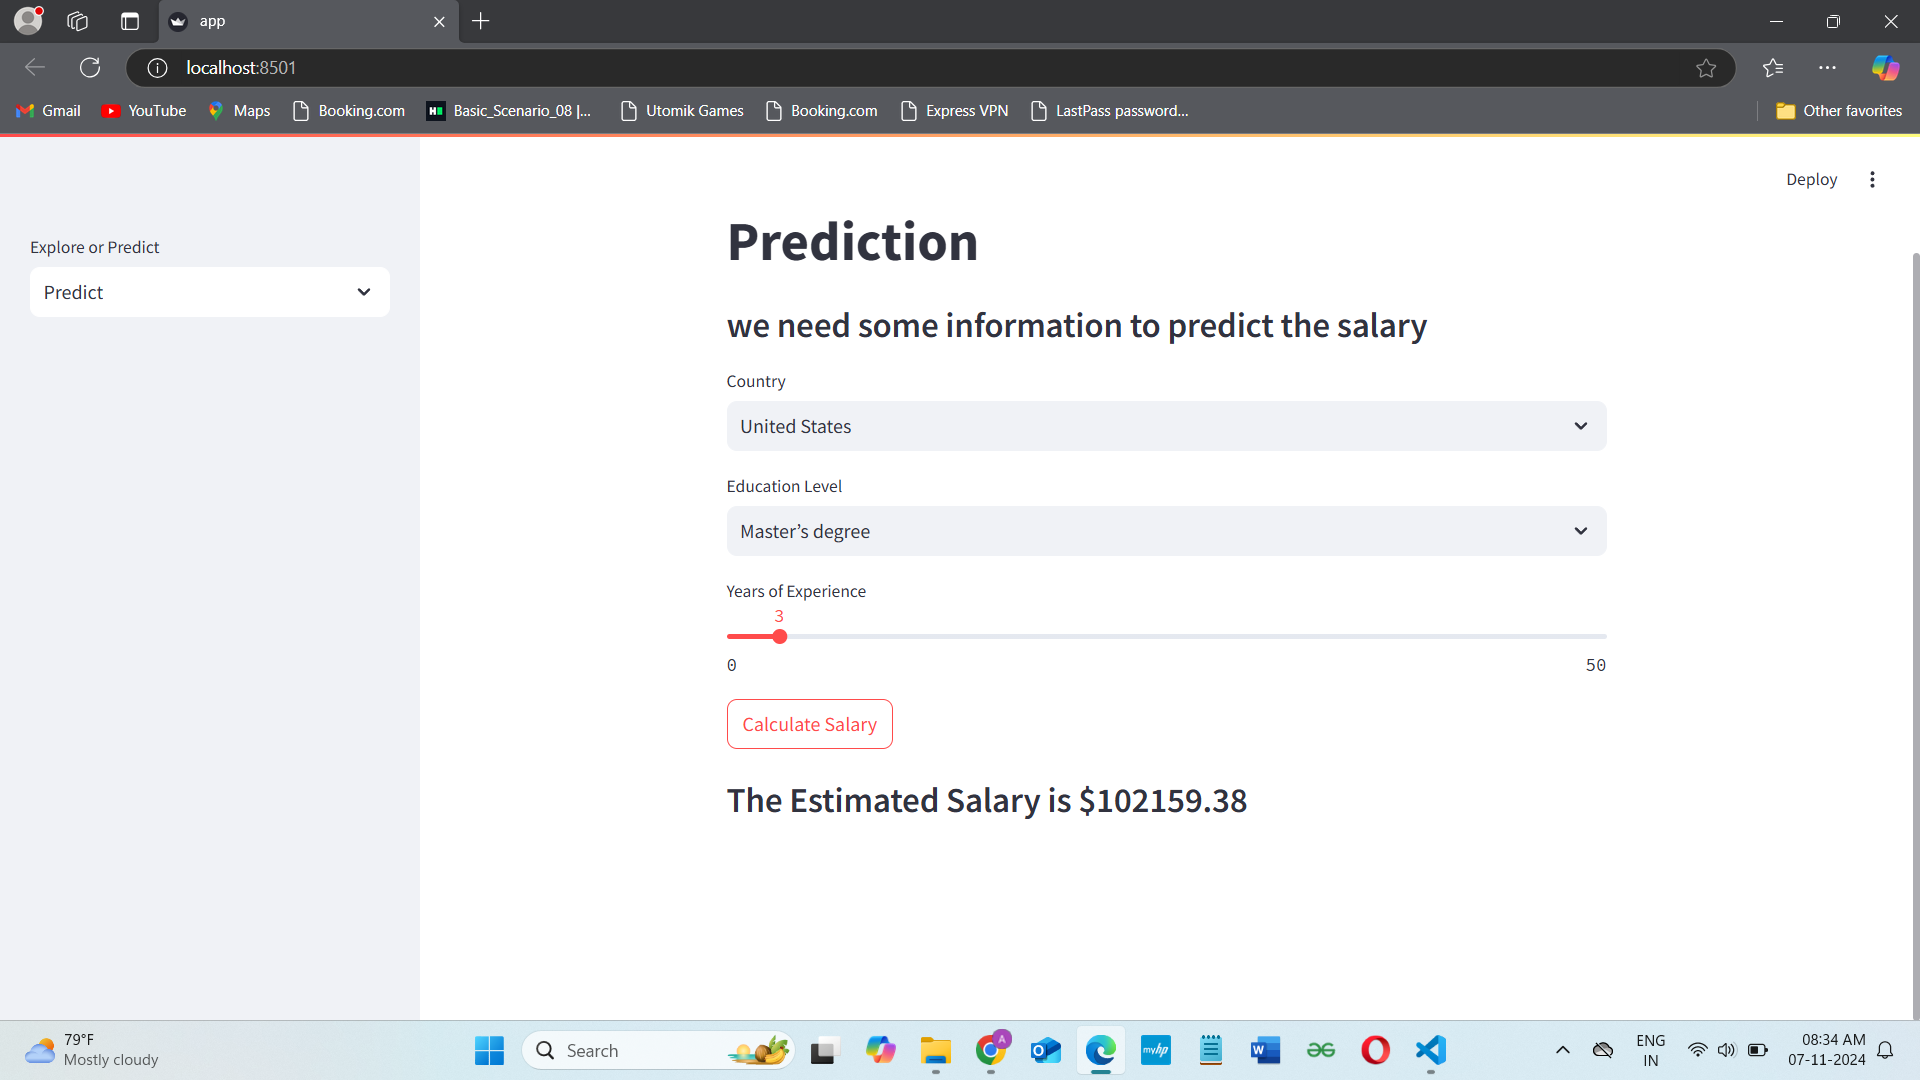 app
localhost:8501
Gmail
YouTube
Maps
Booking.com
Basic_Scenario_08 |...
Utomik Games
Booking.com
Express VPN
LastPass password...
Other favorites
Deploy
Explore or Predict
Predict
Prediction
we need some information to predict the salary
Country
United States
Education Level
Master’s degree
Years of Experience
3
0
50
Calculate Salary
The Estimated Salary is $102159.38
79°F
Mostly cloudy
Search
A
myhp
W
ENG
IN
08:34 AM
07-11-2024